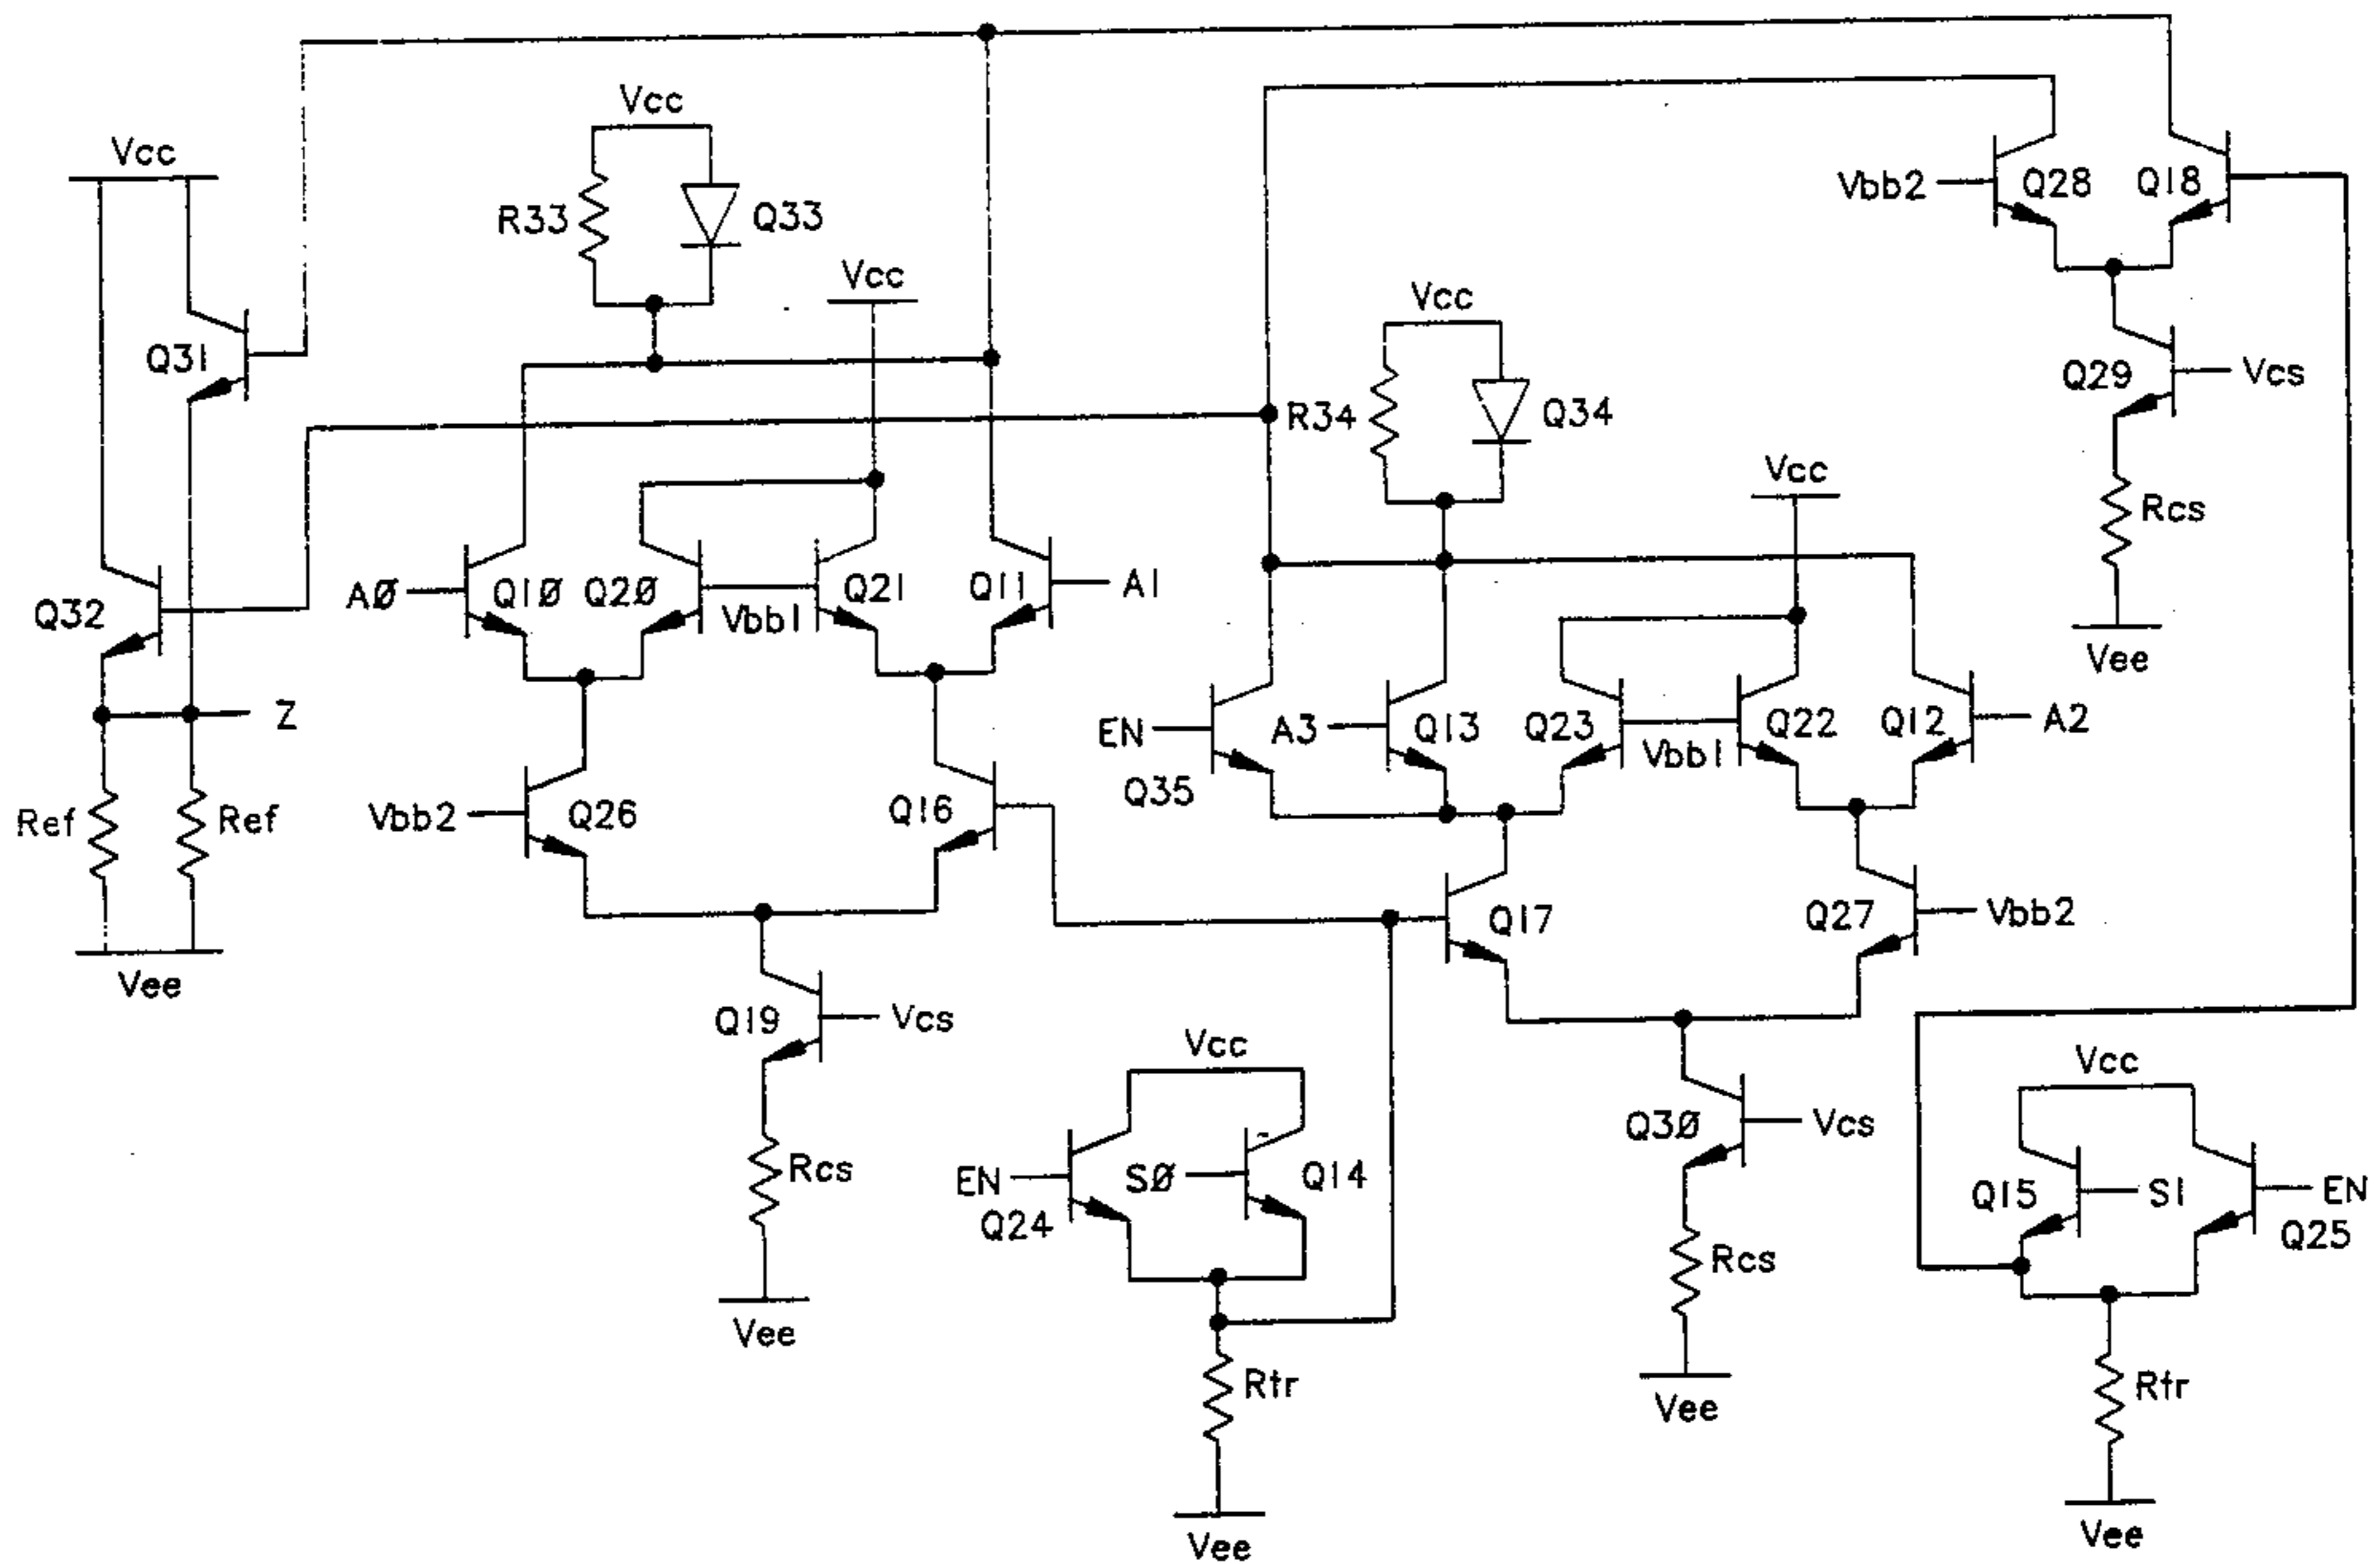 Vcc
Vcc
Vbb2
Q28
Q18
R33
Q33
Vcc
Vcc
Q31
Q29
Vcs
R34
Q34
Vcc
Rcs
AØ
Q1Ø
Q2Ø
Vbb1
Q21
Q11
A1
Q32
Vee
Z
EN
Q35
A3
Q13
Q23
Vbb1
Q22
Q12
A2
Ref
Ref
Vbb2
Q26
Q16
Q17
Q27
Vbb2
Vee
Q19
Vcs
Vcc
Vcc
Q3Ø
Vcs
Rcs
EN
Q24
SØ
Q14
Q15
S1
EN
Q25
Rcs
Vee
Rtr
Rtr
Vee
Vee
Vee